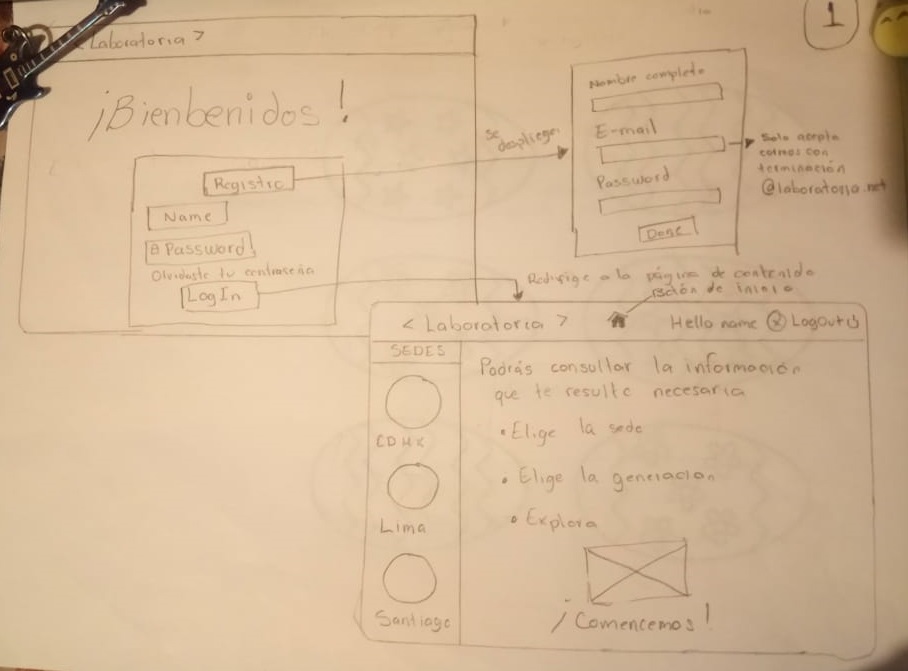 1
< Laboratoria >
¡Bienbenidos!
Registro
Name
Password
Olvidaste tu contraseña
LogIn
se
despliega
Nombre completo
E-mail
Password
Done
Solo acepta
correos con
terminación
@laboratoria.net
Redirige a la página de contenido
botón de inicio
< Laboratoria >
Hello name
LogOut
SEDES
CDMX
Lima
Santiago
Podrás consultar la información
que te resulte necesaria
• Elige la sede
• Elige la generacion
• Explora
¡Comencemos!